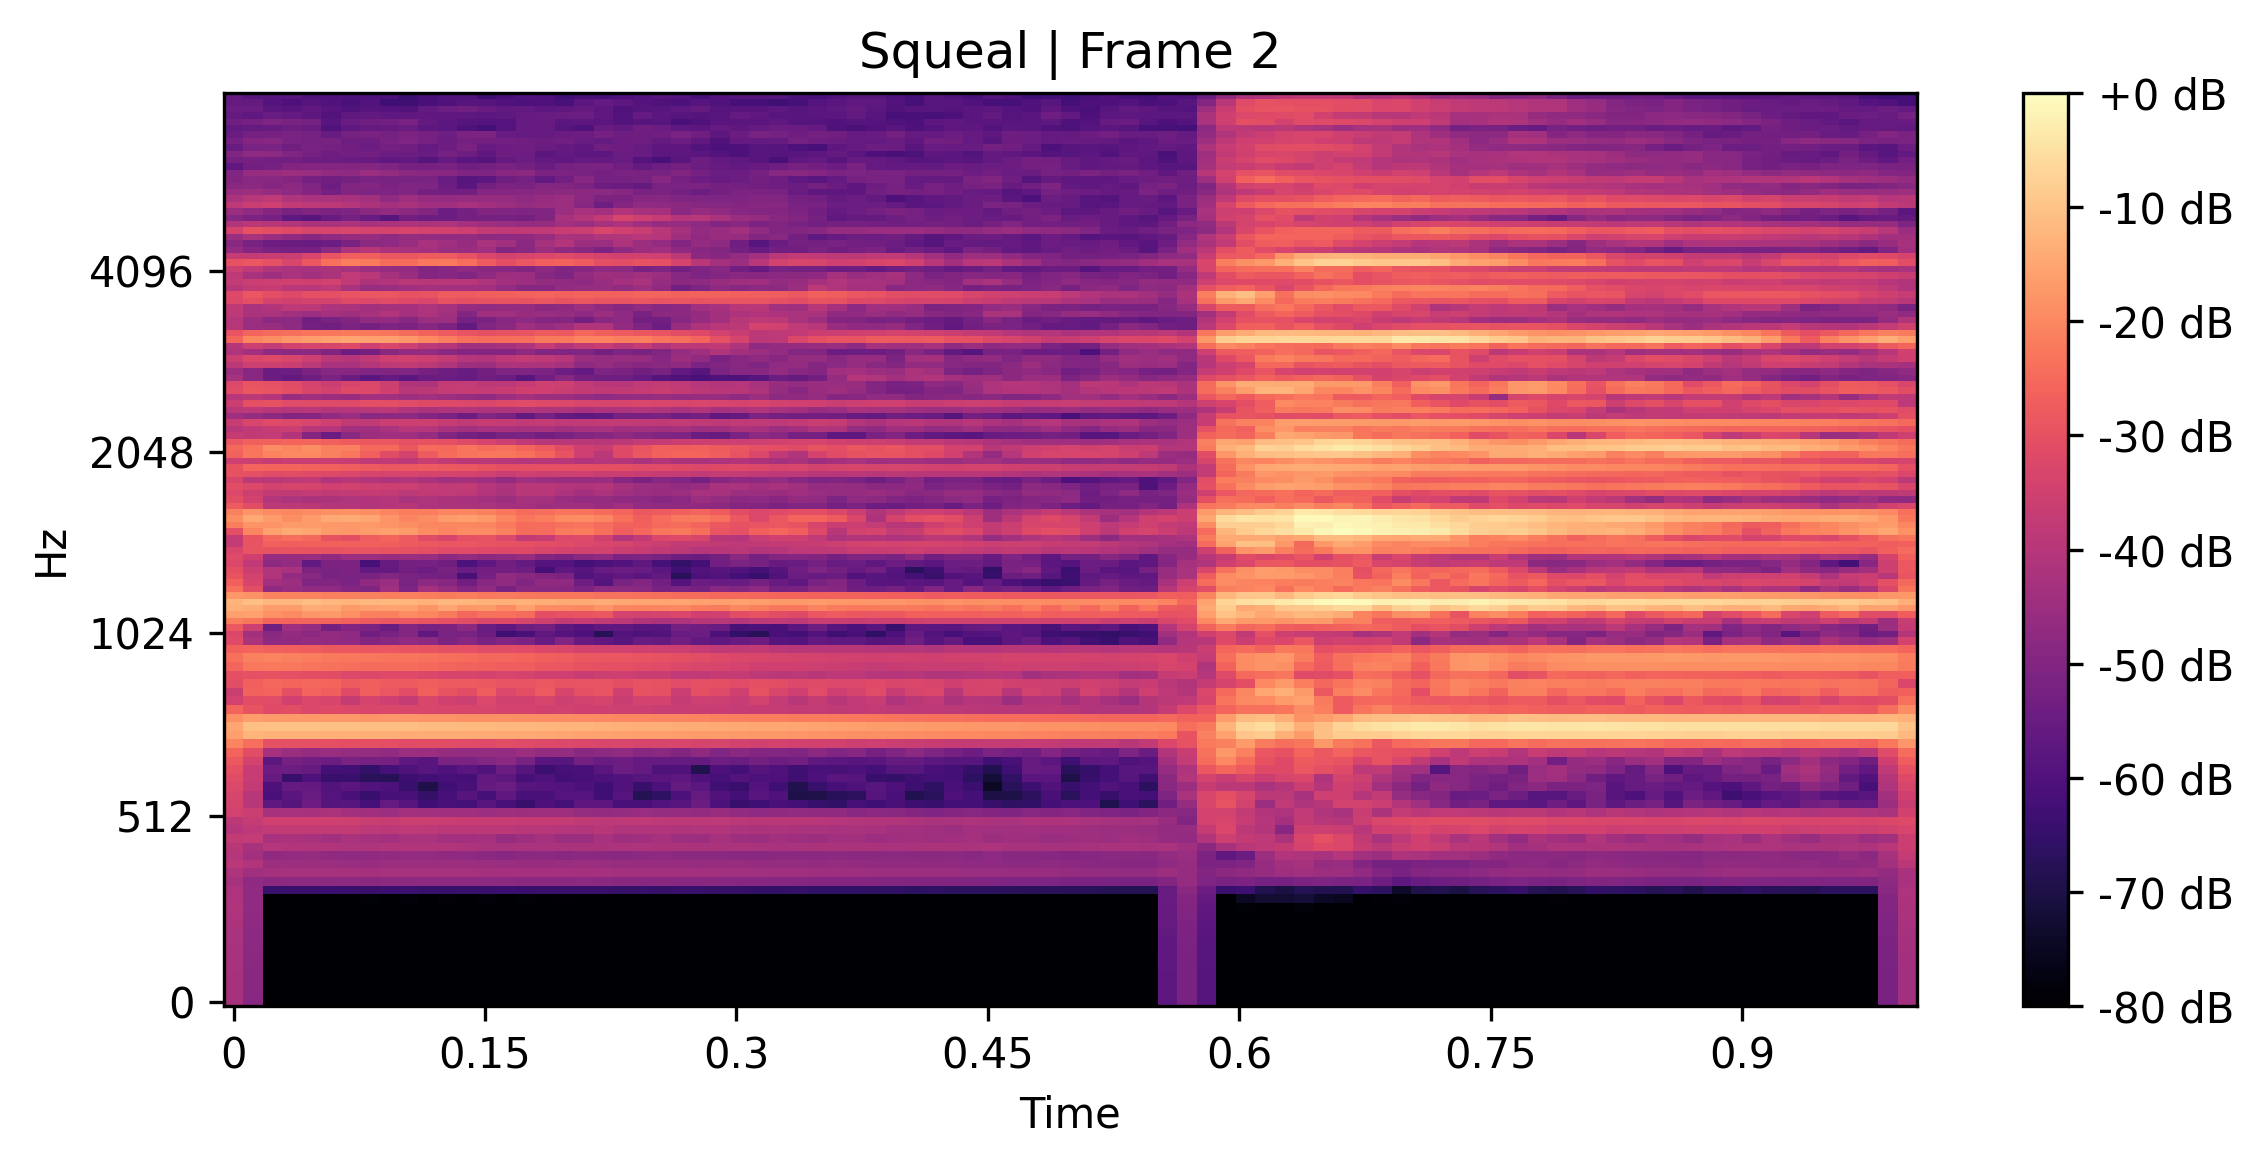 Squeal | Frame 2
+0 dB
-10 dB
-20 dB
-30 dB
-40 dB
-50 dB
-60 dB
-70 dB
-80 dB
Hz
4096
2048
1024
512
0
0 0.15 0.3 0.45 0.6 0.75 0.9
Time